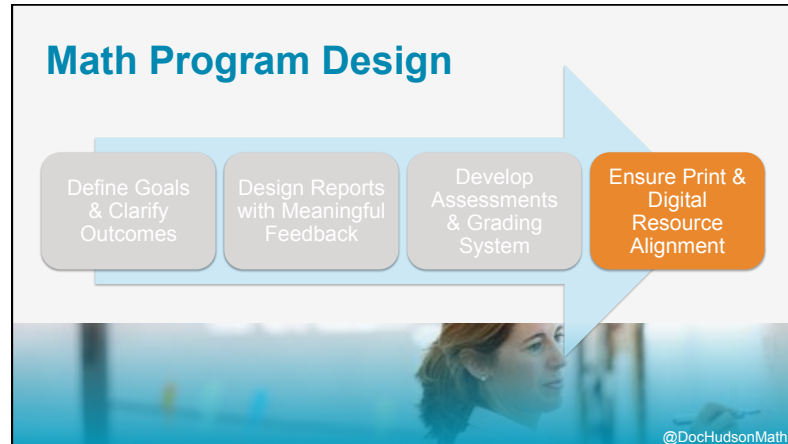 Math Program Design
Define Goals
& Clarify
Outcomes
Design Reports
with Meaningful
Feedback
Develop
Assessments
& Grading
System
Ensure Print &
Digital
Resource
Alignment
@DocHudsonMath